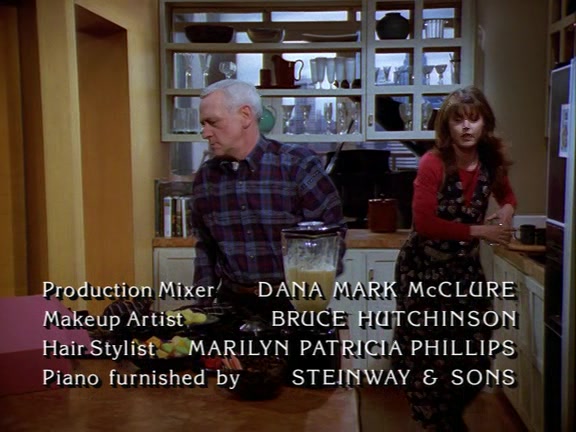 Production Mixer DANA MARK McCLURE
Makeup Artist BRUCE HUTCHINSON
Hair Stylist MARILYN PATRICIA PHILLIPS
Piano furnished by STEINWAY & SONS